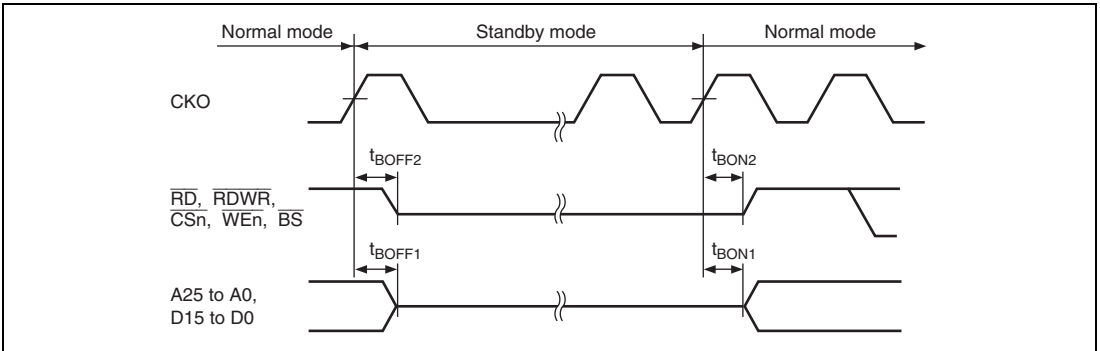 Normal mode Standby mode Normal mode
CKO
tBOFF2 tBON2
RD, RDWR,
CSn, WEn, BS
tBOFF1 tBON1
A25 to A0,
D15 to D0